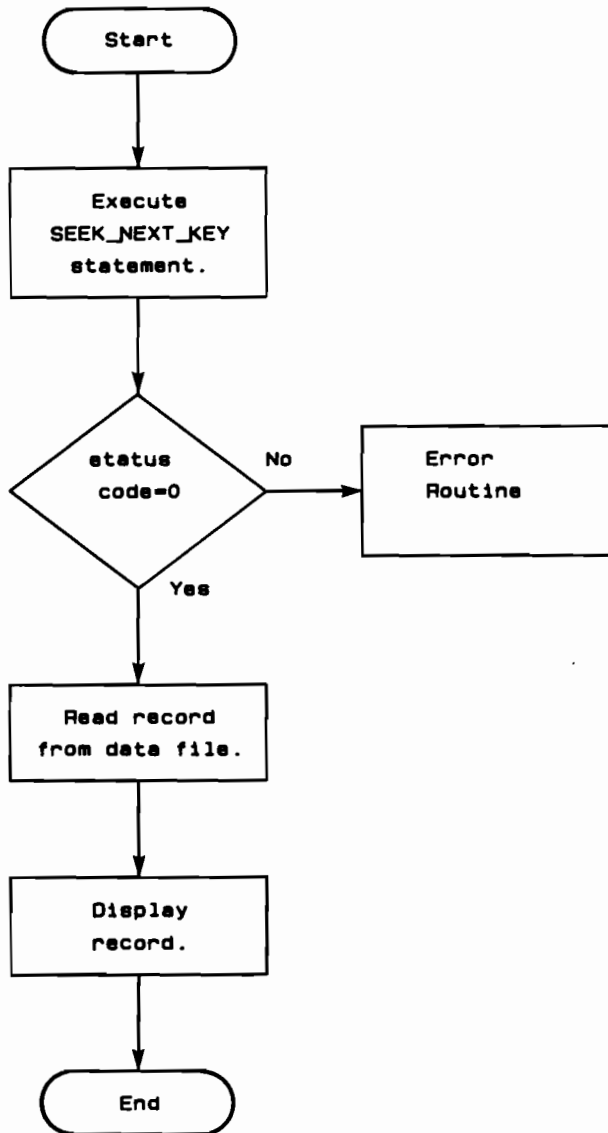 Start
Execute
SEEK_NEXT_KEY
statement.
status
code=0
No
Error
Routine
Yes
Read record
from data file.
Display
record.
End